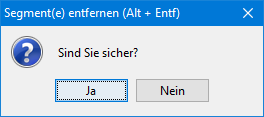 Segment(e) entfernen (Alt + Entf)
Sind Sie sicher?
Ja
Nein